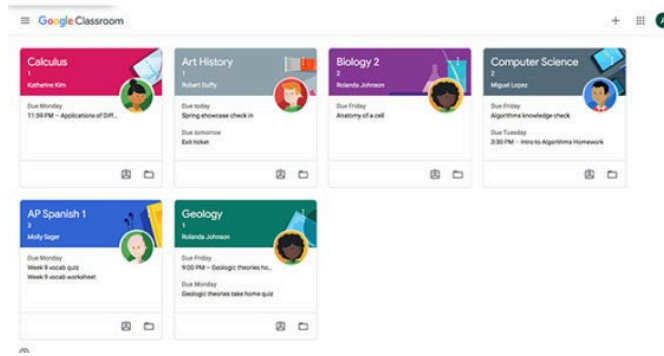 Google Classroom
Calculus
1
Katherine Kim
Due Monday
11:59 PM – Applications of Diff...
Art History
1
Robert Duffy
Due today
Spring showcase check in
Due tomorrow
Exit ticket
Biology 2
2
Rolanda Johnson
Due Friday
Anatomy of a cell
Computer Science
2
Miguel Lopez
Due Friday
Algorithms knowledge check
Due Tuesday
3:30 PM – Intro to Algorithms Homework
AP Spanish 1
3
Molly Sager
Due Monday
Week 9 vocab quiz
Week 9 vocab worksheet
Geology
1
Rolanda Johnson
Due Friday
9:00 PM – Geologic theories ho...
Due Monday
Geologic theories take home quiz